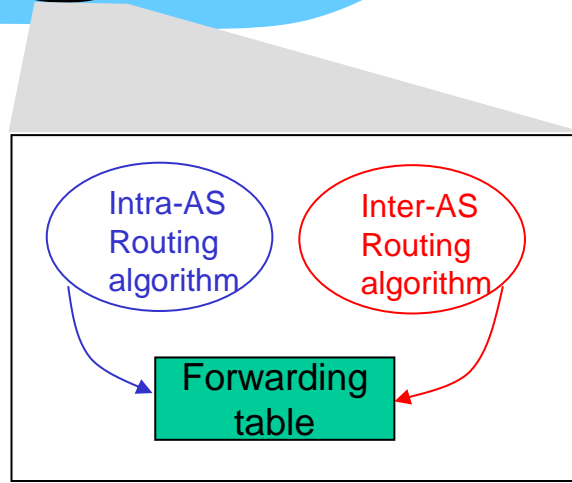 Intra-AS
Routing
algorithm
Inter-AS
Routing
algorithm
Forwarding
table